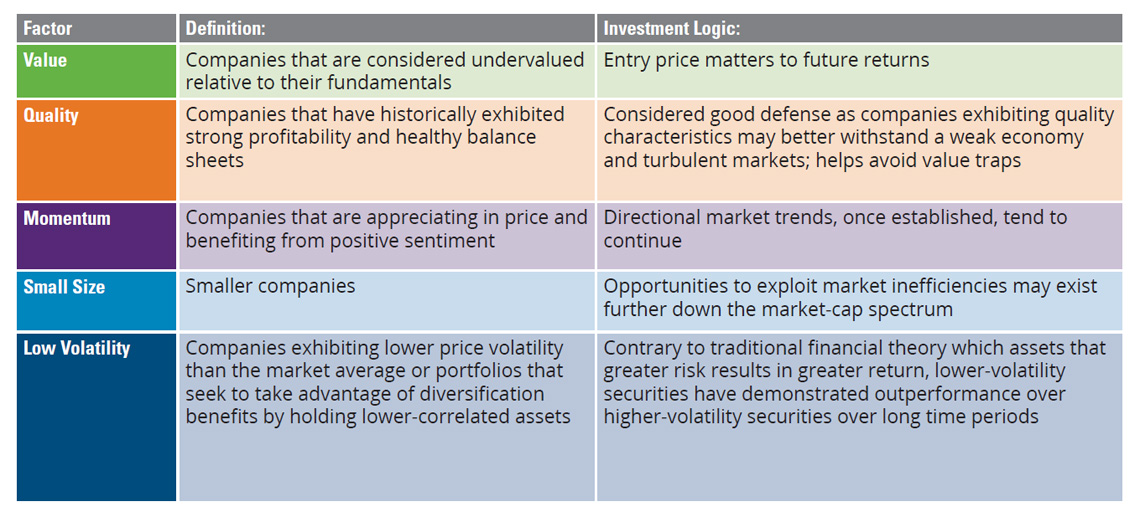 Factor
Definition:
Investment Logic:
Value
Companies that are considered undervalued
relative to their fundamentals
Entry price matters to future returns
Quality
Companies that have historically exhibited
strong profitability and healthy balance
sheets
Considered good defense as companies exhibiting quality
characteristics may better withstand a weak economy
and turbulent markets; helps avoid value traps
Momentum
Companies that are appreciating in price and
benefiting from positive sentiment
Directional market trends, once established, tend to
continue
Small Size
Smaller companies
Opportunities to exploit market inefficiencies may exist
further down the market-cap spectrum
Low Volatility
Companies exhibiting lower price volatility
than the market average or portfolios that
seek to take advantage of diversification
benefits by holding lower-correlated assets
Contrary to traditional financial theory which assets that
greater risk results in greater return, lower-volatility
securities have demonstrated outperformance over
higher-volatility securities over long time periods